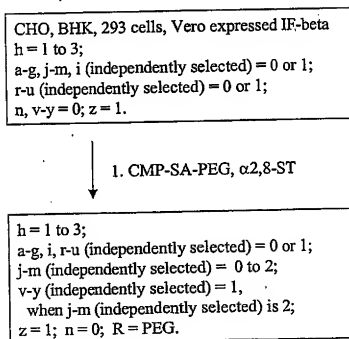 CHO, BHK, 293 cells, Vero expressed IF-beta
h = 1 to 3;
a-g, j-m, i (independently selected) = 0 or 1;
r-u (independently selected) = 0 or 1;
n, v-y = 0; z = 1.
1. CMP-SA-PEG, α2,8-ST
h = 1 to 3;
a-g, i, r-u (independently selected) = 0 or 1;
j-m (independently selected) = 0 to 2;
v-y (independently selected) = 1,
when j-m (independently selected) is 2;
z = 1; n = 0; R = PEG.